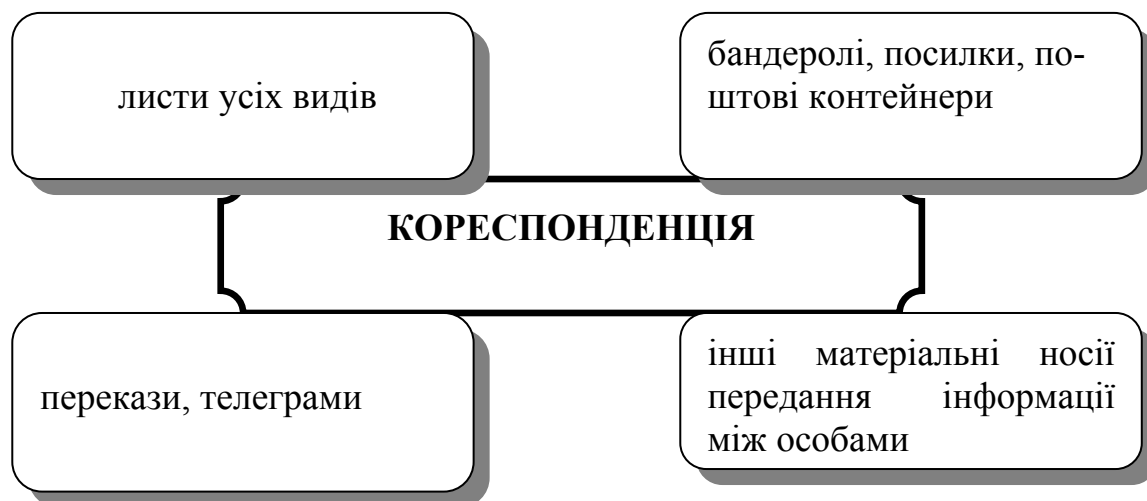 листи усіх видів
бандеролі, посилки, по-
штові контейнери
КОРЕСПОНДЕНЦІЯ
перекази, телеграми
інші матеріальні носії
передання інформації
між особами